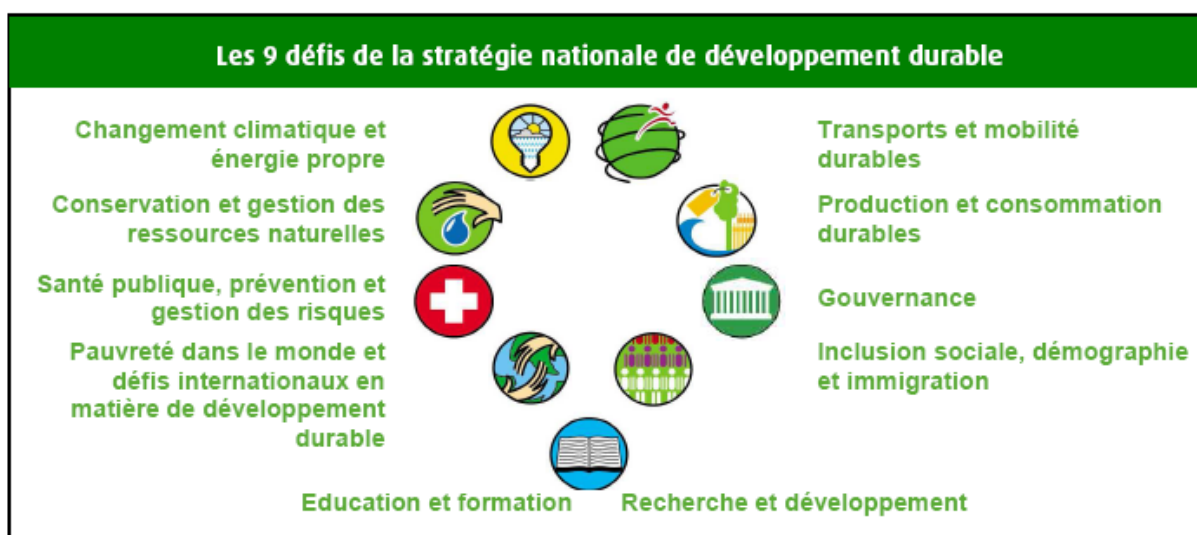 Les 9 défis de la stratégie nationale de développement durable
Changement climatique et
énergie propre
Conservation et gestion des
ressources naturelles
Santé publique, prévention et
gestion des risques
Pauvreté dans le monde et
défis internationaux en
matière de développement
durable
Transports et mobilité
durables
Production et consommation
durables
Gouvernance
Inclusion sociale, démographie
et immigration
Education et formation
Recherche et développement